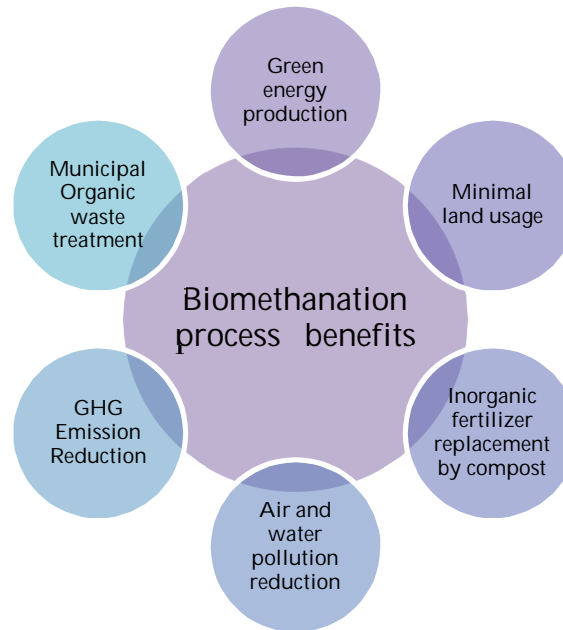 Green
energy
production
Minimal
land usage
Inorganic
fertilizer
replacement
by compost
Air and
water
pollution
reduction
GHG
Emission
Reduction
Municipal
Organic
waste
treatment
Biomethanation
process benefits